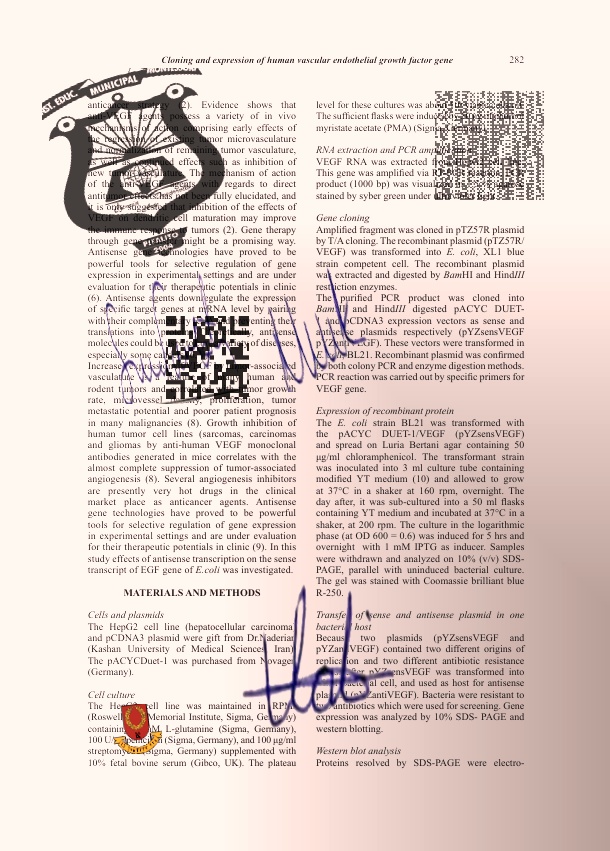 Cloning and expression of human vascular endothelial growth factor gene 282
anticancer strategy (2). Evidence shows that
anti-VEGF agents possess a variety of in vivo
mechanisms of action comprising early effects of
the regression of existing tumor microvasculature
and normalization of remaining tumor vasculature,
as well as continued effects such as inhibition of
new tumor vasculature. The mechanism of action
of the anti-VEGF agents with regards to direct
antitumor effects has not been fully elucidated, and
it is only suggested that inhibition of the effects of
VEGF on dendritic cell maturation may improve
the immune response to tumors (2). Gene therapy
through gene might be a promising way.
Antisense gene technologies have proved to be
powerful tools for selective regulation of gene
expression in experimental settings and are under
evaluation for their therapeutic potentials in clinic
(6). Antisense agents downregulate the expression
of specific target genes at mRNA level by pairing
with their complementary and preventing their
translations into antisense
molecules could be of diseases,
especially some
Increased tumor-associated
vasculature human and
rodent tumors and tumor growth
rate, microvessel proliferation, tumor
metastatic potential and poorer patient prognosis
in many malignancies (8). Growth inhibition of
human tumor cell lines (sarcomas, carcinomas
and gliomas by anti-human VEGF monoclonal
antibodies generated in mice correlates with the
almost complete suppression of tumor-associated
angiogenesis (8). Several angiogenesis inhibitors
are presently very hot drugs in the clinical
market place as anticancer agents. Antisense
gene technologies have proved to be powerful
tools for selective regulation of gene expression
in experimental settings and are under evaluation
for their therapeutic potentials in clinic (9). In this
study effects of antisense transcription on the sense
transcript of EGF gene of E.coli was investigated.
MATERIALS AND METHODS
Cells and plasmids
The HepG2 cell line (hepatocellular carcinoma
and pCDNA3 plasmid were gift from Dr.Naderian
(Kashan University of Medical Sciences, Iran)
The pACYCDuet-1 was purchased from Novagen
(Germany).
Cell culture
The HepG2 cell line was maintained in RPMI
(Roswell Memorial Institute, Sigma, Germany)
containing L-glutamine (Sigma, Germany),
100 (Sigma, Germany), and 100 µg/ml
streptomycin (Sigma, Germany) supplemented with
10% fetal bovine serum (Gibco, UK). The plateau
level for these cultures was about
The sufficient flasks were induced
myristate acetate (PMA) (Sigma,
RNA extraction and PCR amplification
VEGF RNA was extracted from
This gene was amplified via
product (1000 bp) was visualized
stained by syber green under
Gene cloning
Amplified fragment was cloned in pTZ57R plasmid
by T/A cloning. The recombinant plasmid (pTZ57R/
VEGF) was transformed into E. coli, XL1 blue
strain competent cell. The recombinant plasmid
was extracted and digested by BamHI and HindIII
restriction enzymes.
The purified PCR product was cloned into
BamHI and HindIII digested pACYC DUET-
1 and pCDNA3 expression vectors as sense and
antisense plasmids respectively (pYZsensVEGF
pYZantiVEGF). These vectors were transformed in
E. coli, BL21. Recombinant plasmid was confirmed
by both colony PCR and enzyme digestion methods.
PCR reaction was carried out by specific primers for
VEGF gene.
Expression of recombinant protein
The E. coli strain BL21 was transformed with
the pACYC DUET-1/VEGF (pYZsensVEGF)
and spread on Luria Bertani agar containing 50
µg/ml chloramphenicol. The transformant strain
was inoculated into 3 ml culture tube containing
modified YT medium (10) and allowed to grow
at 37°C in a shaker at 160 rpm, overnight. The
day after, it was sub-cultured into a 50 ml flasks
containing YT medium and incubated at 37°C in a
shaker, at 200 rpm. The culture in the logarithmic
phase (at OD 600 = 0.6) was induced for 5 hrs and
overnight with 1 mM IPTG as inducer. Samples
were withdrawn and analyzed on 10% (v/v) SDS-
PAGE, parallel with uninduced bacterial culture.
The gel was stained with Coomassie brilliant blue
R-250.
Transfer of sense and antisense plasmid in one
bacterial host
Because two plasmids (pYZsensVEGF and
pYZantiVEGF) contained two different origins of
replication and two different antibiotic resistance
pYZsensVEGF was transformed into
cell, and used as host for antisense
plasmid (pYZantiVEGF). Bacteria were resistant to
two antibiotics which were used for screening. Gene
expression was analyzed by 10% SDS- PAGE and
western blotting.
Western blot analysis
Proteins resolved by SDS-PAGE were electro-